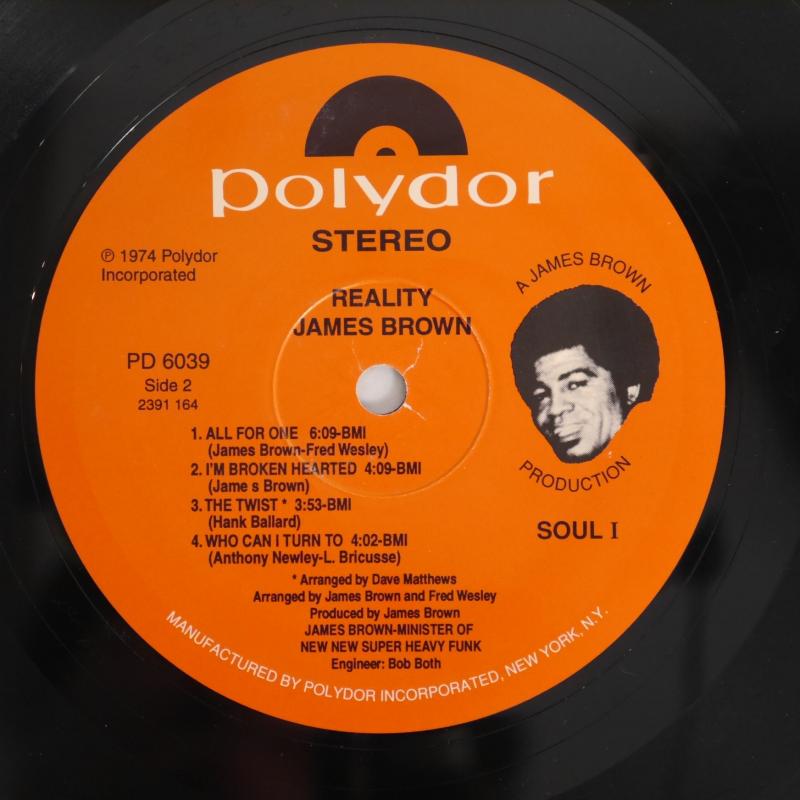 polydor
STEREO
℗ 1974 Polydor
Incorporated
REALITY
JAMES BROWN
A JAMES BROWN
PRODUCTION
PD 6039
Side 2
2391 164
SOUL I
1. ALL FOR ONE 6:09-BMI
(James Brown-Fred Wesley)
2. I'M BROKEN HEARTED 4:09-BMI
(Jame s Brown)
3. THE TWIST * 3:53-BMI
(Hank Ballard)
4. WHO CAN I TURN TO 4:02-BMI
(Anthony Newley-L. Bricusse)
* Arranged by Dave Matthews
Arranged by James Brown and Fred Wesley
Produced by James Brown
JAMES BROWN-MINISTER OF
NEW NEW SUPER HEAVY FUNK
Engineer: Bob Both
MANUFACTURED BY POLYDOR INCORPORATED, NEW YORK, N.Y.